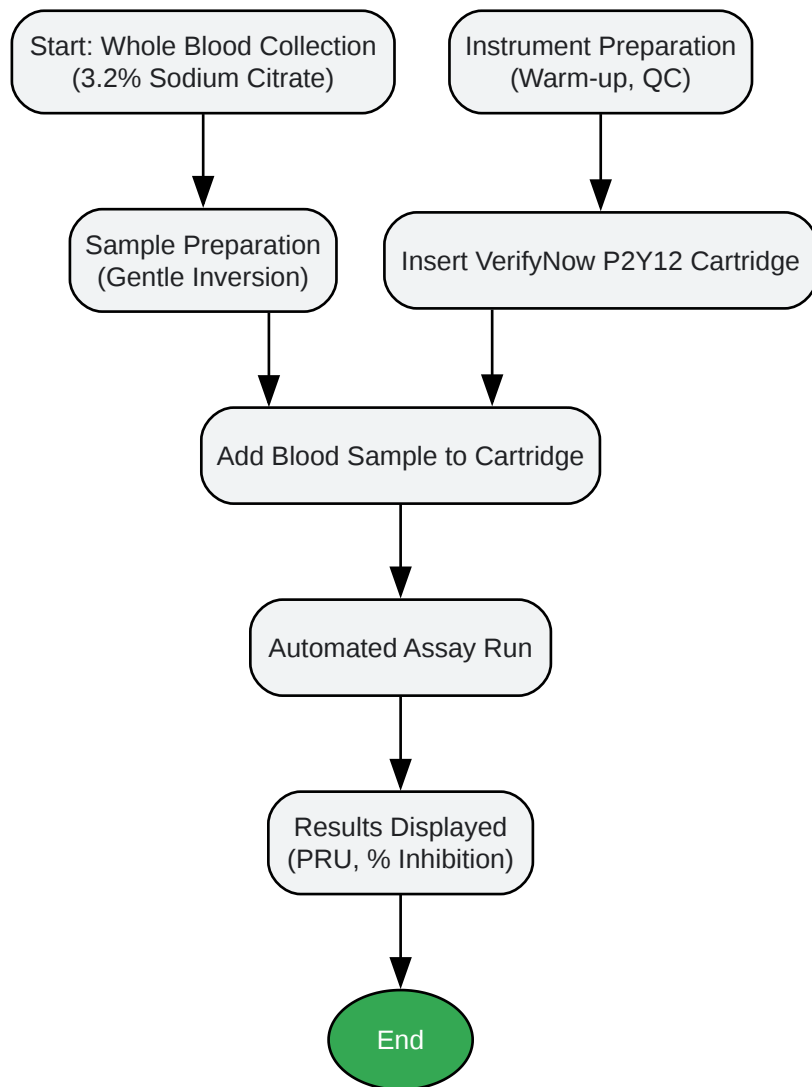 Start: Whole Blood Collection
(3.2% Sodium Citrate)
Instrument Preparation
(Warm-up, QC)
Sample Preparation
(Gentle Inversion)
Insert VerifyNow P2Y12 Cartridge
Add Blood Sample to Cartridge
Automated Assay Run
Results Displayed
(PRU, % Inhibition)
End